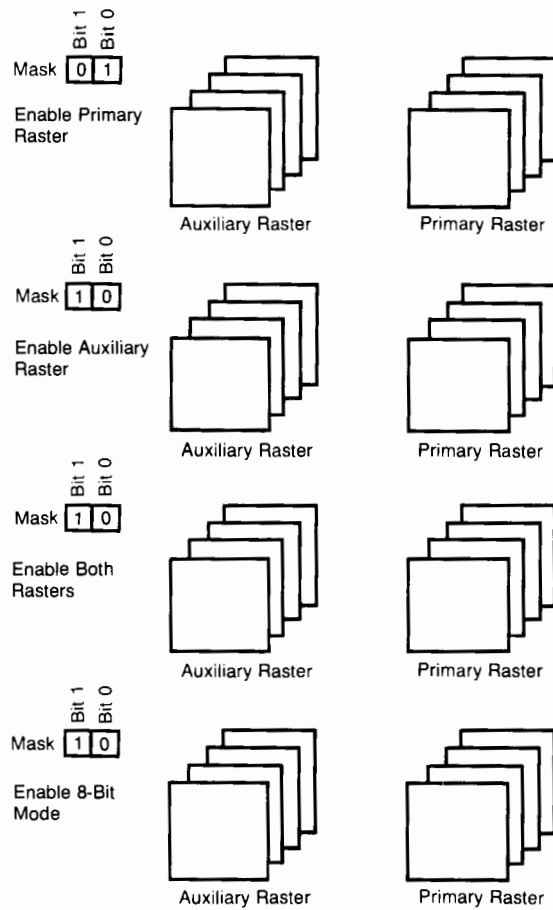 Bit 1
Bit 0
Mask 0 1
Enable Primary
Raster
Auxiliary Raster
Primary Raster
Bit 1
Bit 0
Mask 1 0
Enable Auxiliary
Raster
Auxiliary Raster
Primary Raster
Bit 1
Bit 0
Mask 1 0
Enable Both
Rasters
Auxiliary Raster
Primary Raster
Bit 1
Bit 0
Mask 1 0
Enable 8-Bit
Mode
Auxiliary Raster
Primary Raster